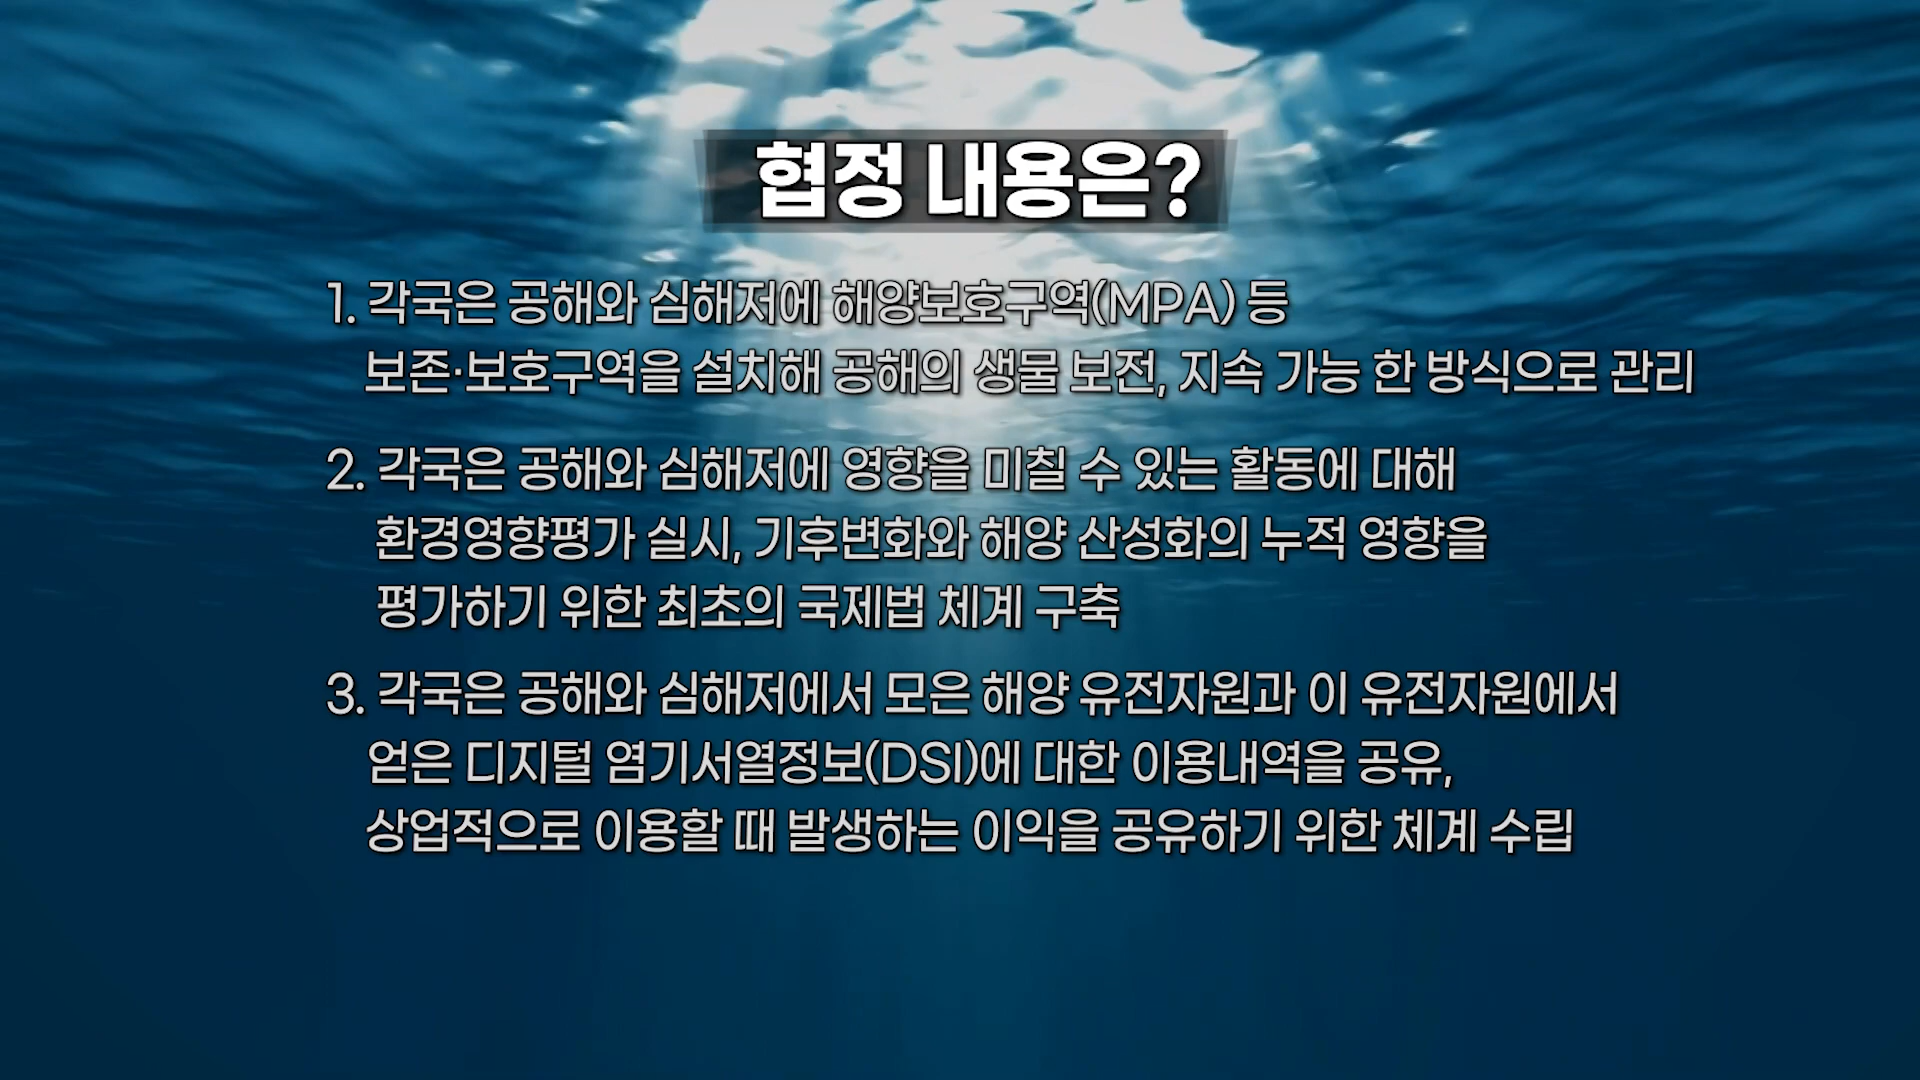 협정 내용은?
1. 각국은 공해와 심해저에 해양보호구역(MPA) 등
보존·보호구역을 설치해 공해의 생물 보전, 지속 가능 한 방식으로 관리
2. 각국은 공해와 심해저에 영향을 미칠 수 있는 활동에 대해
환경영향평가 실시, 기후변화와 해양 산성화의 누적 영향을
평가하기 위한 최초의 국제법 체계 구축
3. 각국은 공해와 심해저에서 모은 해양 유전자원과 이 유전자원에서
얻은 디지털 염기서열정보(DSI)에 대한 이용내역을 공유,
상업적으로 이용할 때 발생하는 이익을 공유하기 위한 체계 수립